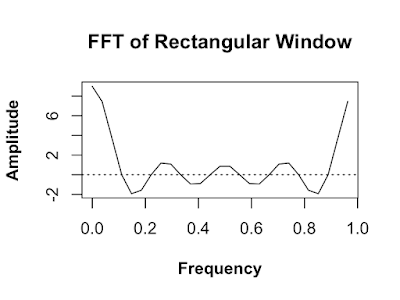 FFT of Rectangular Window
Amplitude
6
2
-2
0.0 0.2 0.4 0.6 0.8 1.0
Frequency